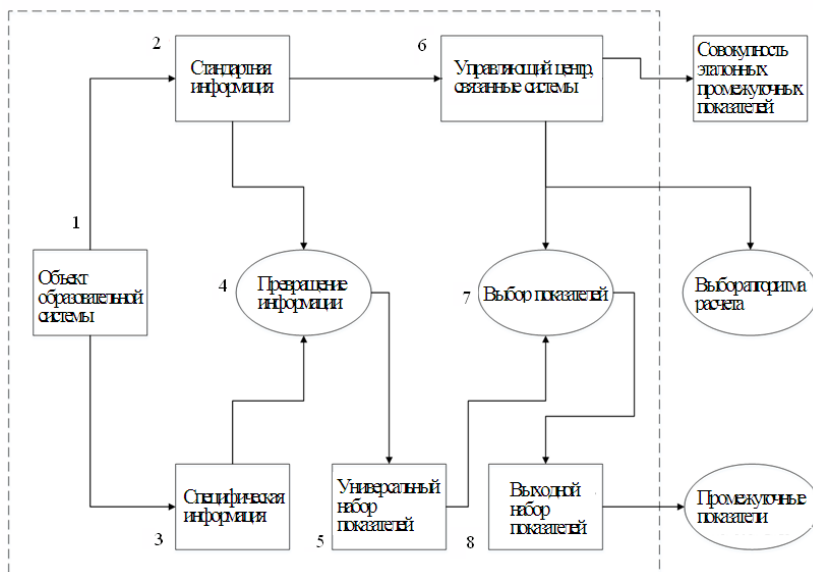 2
Стандартная
информация
6
Управляющий центр,
связанные системы
Совокупность
эталонных
промежуточных
показателей
1
Объект
образовательной
системы
4
Превращение
информации
7
Выбор показателей
Выбор алгоритма
расчета
3
Специфическая
информация
5
Универсальный
набор
показателей
8
Выходной
набор
показателей
Промежуточные
показатели